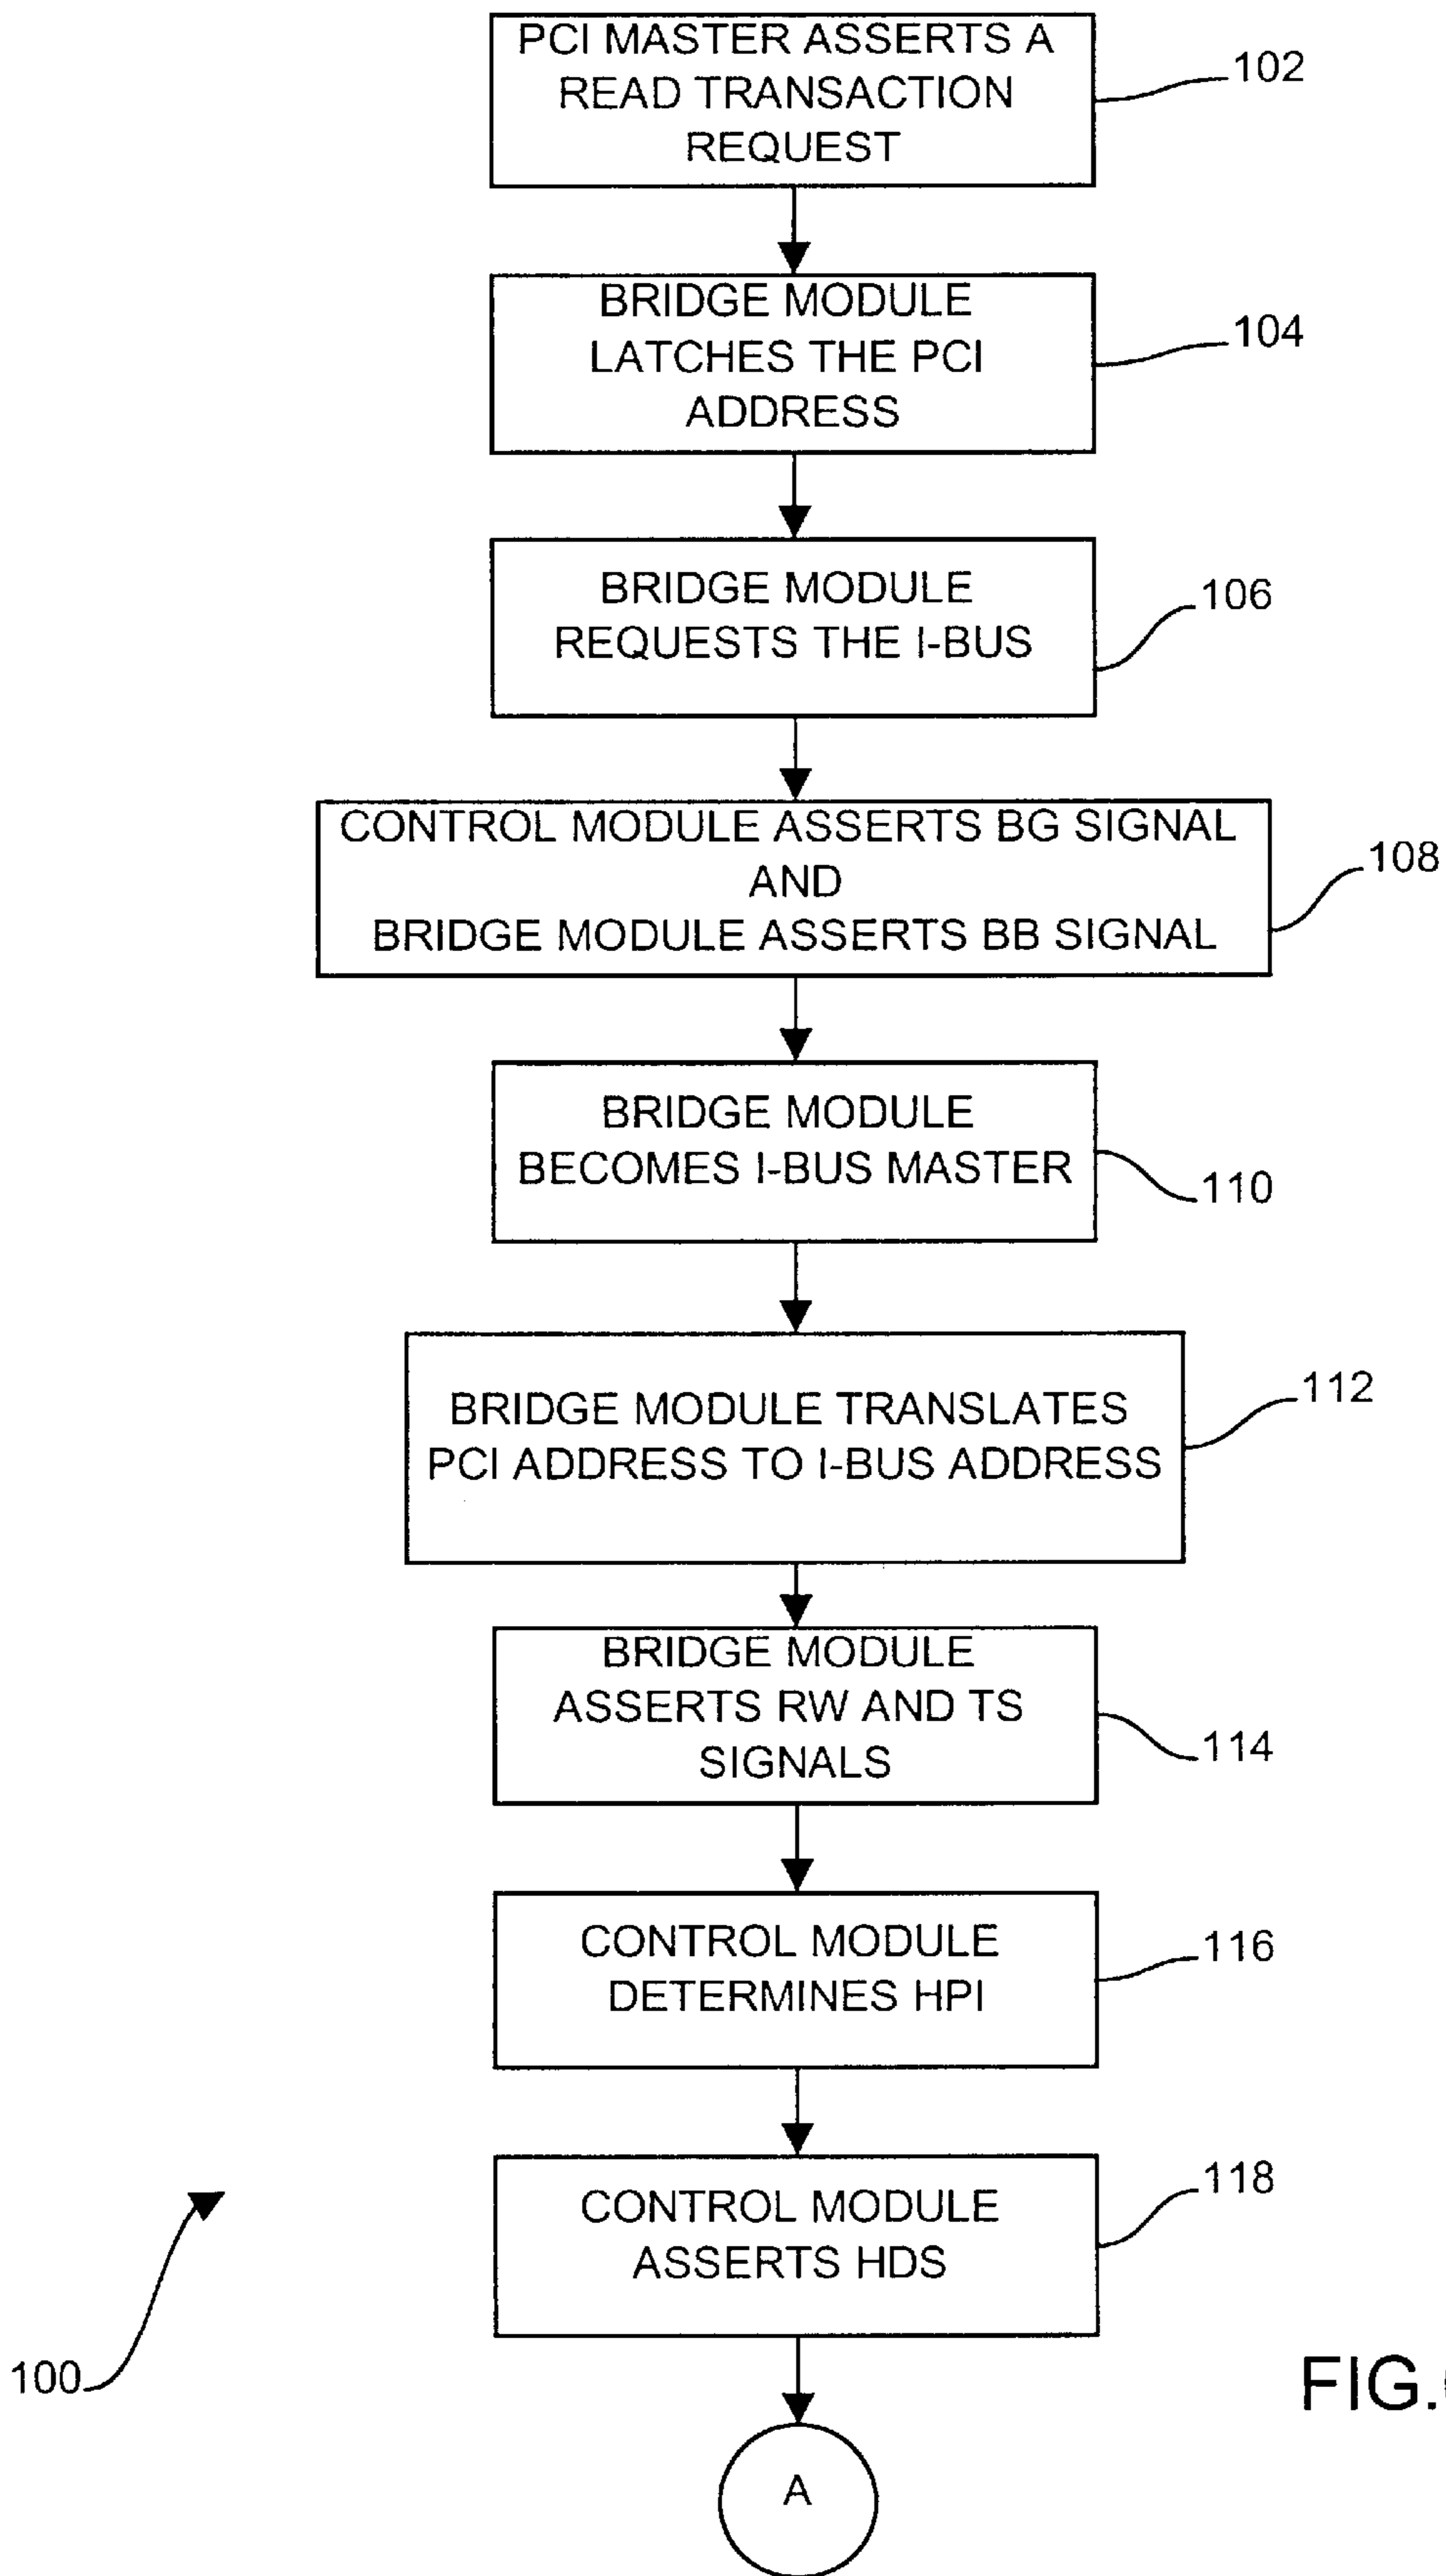 PCI MASTER ASSERTS A
READ TRANSACTION
REQUEST
102
BRIDGE MODULE
LATCHES THE PCI
ADDRESS
104
BRIDGE MODULE
REQUESTS THE I-BUS
106
CONTROL MODULE ASSERTS BG SIGNAL
AND
BRIDGE MODULE ASSERTS BB SIGNAL
108
BRIDGE MODULE
BECOMES I-BUS MASTER
110
BRIDGE MODULE TRANSLATES
PCI ADDRESS TO I-BUS ADDRESS
112
BRIDGE MODULE
ASSERTS RW AND TS
SIGNALS
114
CONTROL MODULE
DETERMINES HPI
116
CONTROL MODULE
ASSERTS HDS
118
100
FIG.
A